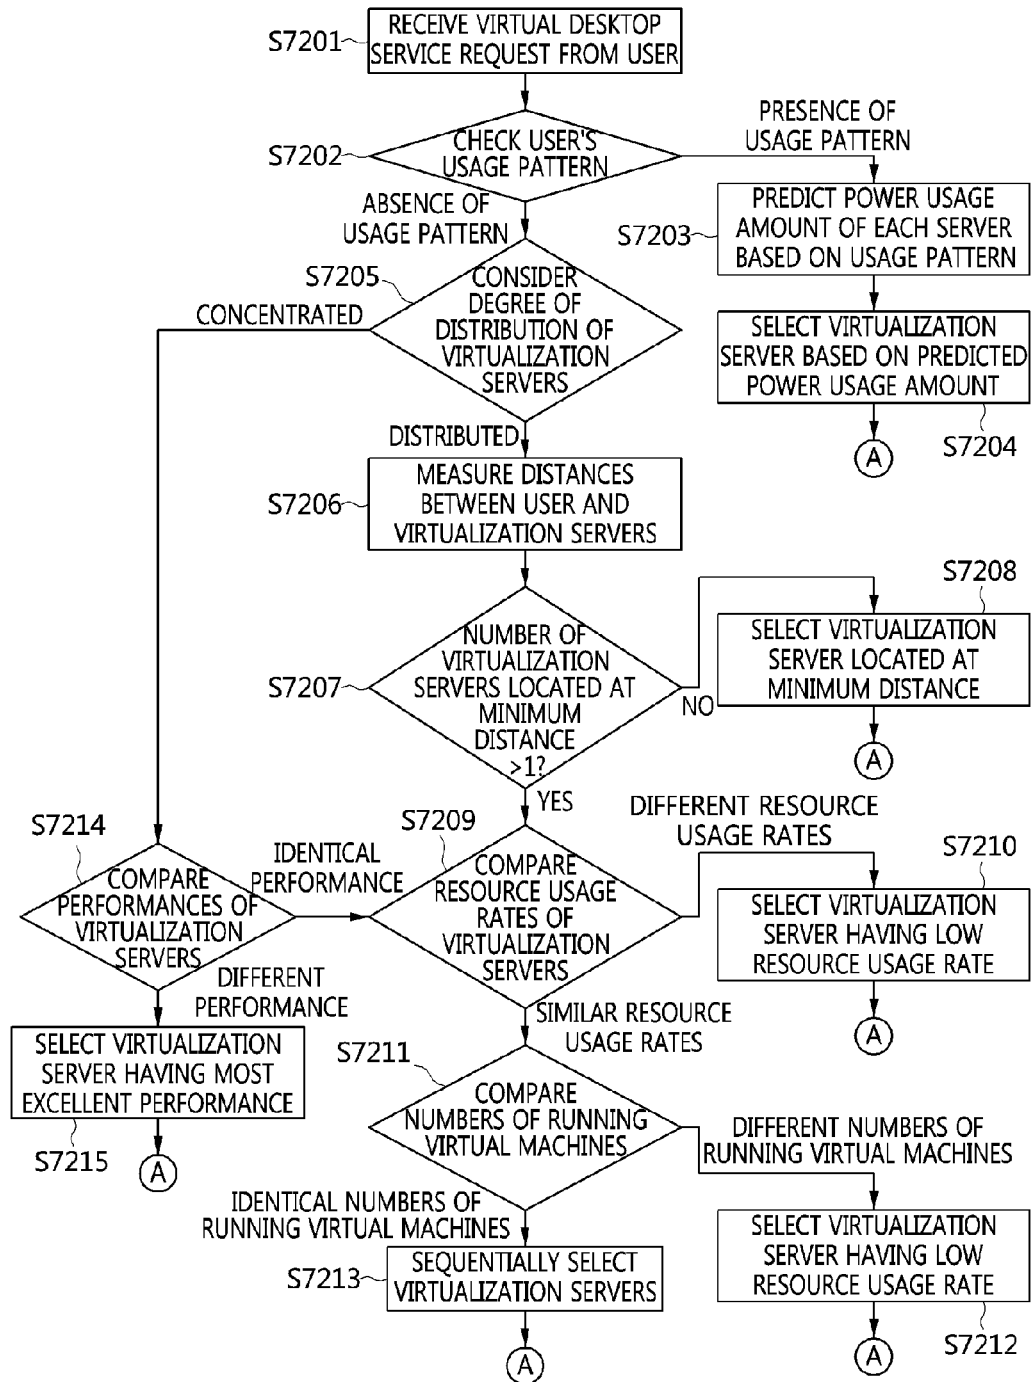 S7201
RECEIVE VIRTUAL DESKTOP
SERVICE REQUEST FROM USER
S7202
CHECK USER'S
USAGE PATTERN
PRESENCE OF
USAGE PATTERN
ABSENCE OF
USAGE PATTERN
S7203
PREDICT POWER USAGE
AMOUNT OF EACH SERVER
BASED ON USAGE PATTERN
SELECT VIRTUALIZATION
SERVER BASED ON PREDICTED
POWER USAGE AMOUNT
S7204
A
S7205
CONSIDER
DEGREE OF
DISTRIBUTION OF
VIRTUALIZATION
SERVERS
CONCENTRATED
DISTRIBUTED
S7206
MEASURE DISTANCES
BETWEEN USER AND
VIRTUALIZATION SERVERS
S7207
NUMBER OF
VIRTUALIZATION
SERVERS LOCATED AT
MINIMUM
DISTANCE
>1?
NO
S7208
SELECT VIRTUALIZATION
SERVER LOCATED AT
MINIMUM DISTANCE
A
YES
S7209
COMPARE
RESOURCE USAGE
RATES OF
VIRTUALIZATION
SERVERS
DIFFERENT RESOURCE
USAGE RATES
S7210
SELECT VIRTUALIZATION
SERVER HAVING LOW
RESOURCE USAGE RATE
A
S7214
COMPARE
PERFORMANCES OF
VIRTUALIZATION
SERVERS
IDENTICAL
PERFORMANCE
DIFFERENT
PERFORMANCE
SELECT VIRTUALIZATION
SERVER HAVING MOST
EXCELLENT PERFORMANCE
S7215
A
SIMILAR RESOURCE
USAGE RATES
S7211
COMPARE
NUMBERS OF RUNNING
VIRTUAL MACHINES
DIFFERENT NUMBERS OF
RUNNING VIRTUAL MACHINES
SELECT VIRTUALIZATION
SERVER HAVING LOW
RESOURCE USAGE RATE
S7212
A
IDENTICAL NUMBERS OF
RUNNING VIRTUAL MACHINES
S7213
SEQUENTIALLY SELECT
VIRTUALIZATION SERVERS
A